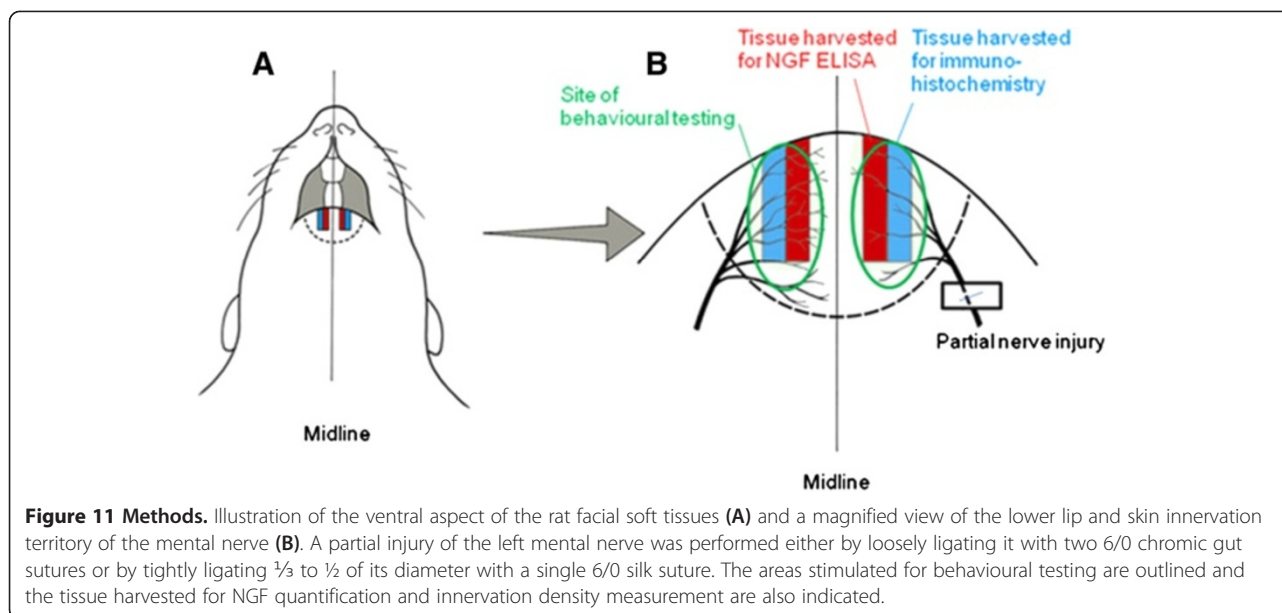 A
Midline
B
Tissue harvested
for NGF ELISA
Tissue harvested
for immuno-
histochemistry
Site of
behavioural testing
Partial nerve injury
Midline
Figure 11 Methods. Illustration of the ventral aspect of the rat facial soft tissues (A) and a magnified view of the lower lip and skin innervation
territory of the mental nerve (B). A partial injury of the left mental nerve was performed either by loosely ligating it with two 6/0 chromic gut
sutures or by tightly ligating ⅓ to ½ of its diameter with a single 6/0 silk suture. The areas stimulated for behavioural testing are outlined and
the tissue harvested for NGF quantification and innervation density measurement are also indicated.